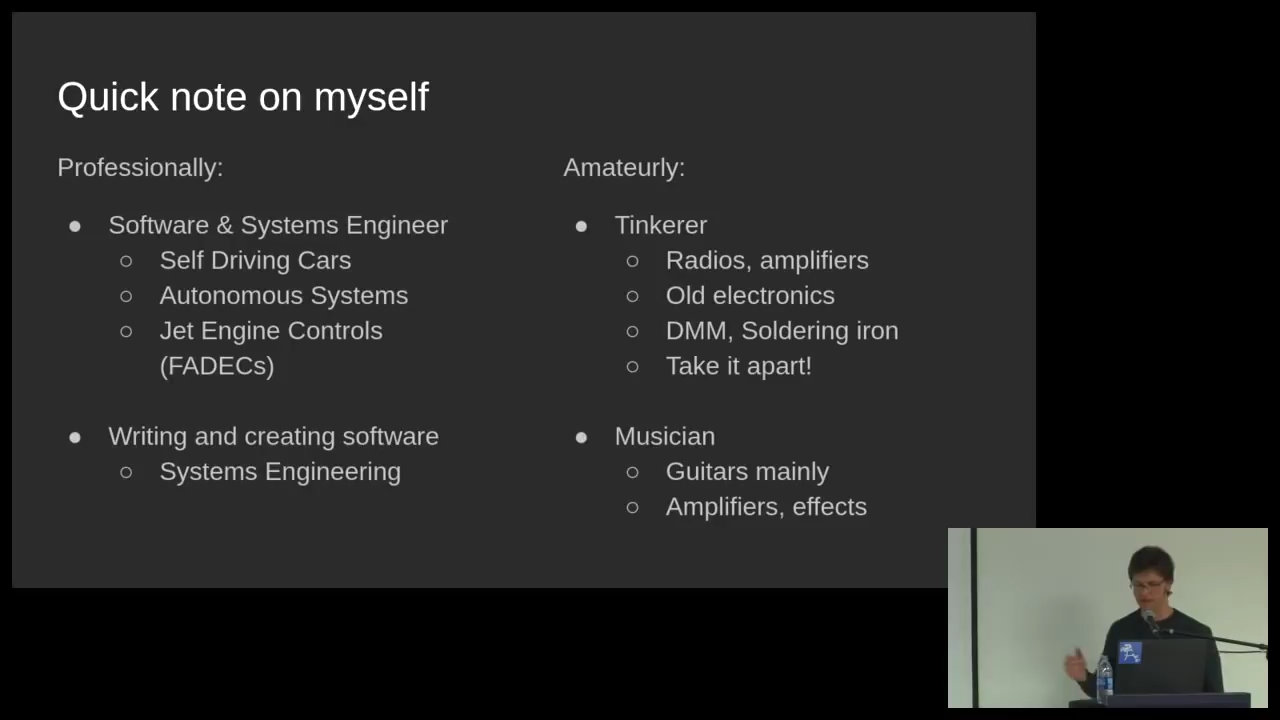 Quick note on myself
Professionally:
● Software & Systems Engineer
○ Self Driving Cars
○ Autonomous Systems
○ Jet Engine Controls
(FADECs)
● Writing and creating software
○ Systems Engineering
Amateurly:
● Tinkerer
○ Radios, amplifiers
○ Old electronics
○ DMM, Soldering iron
○ Take it apart!
● Musician
○ Guitars mainly
○ Amplifiers, effects